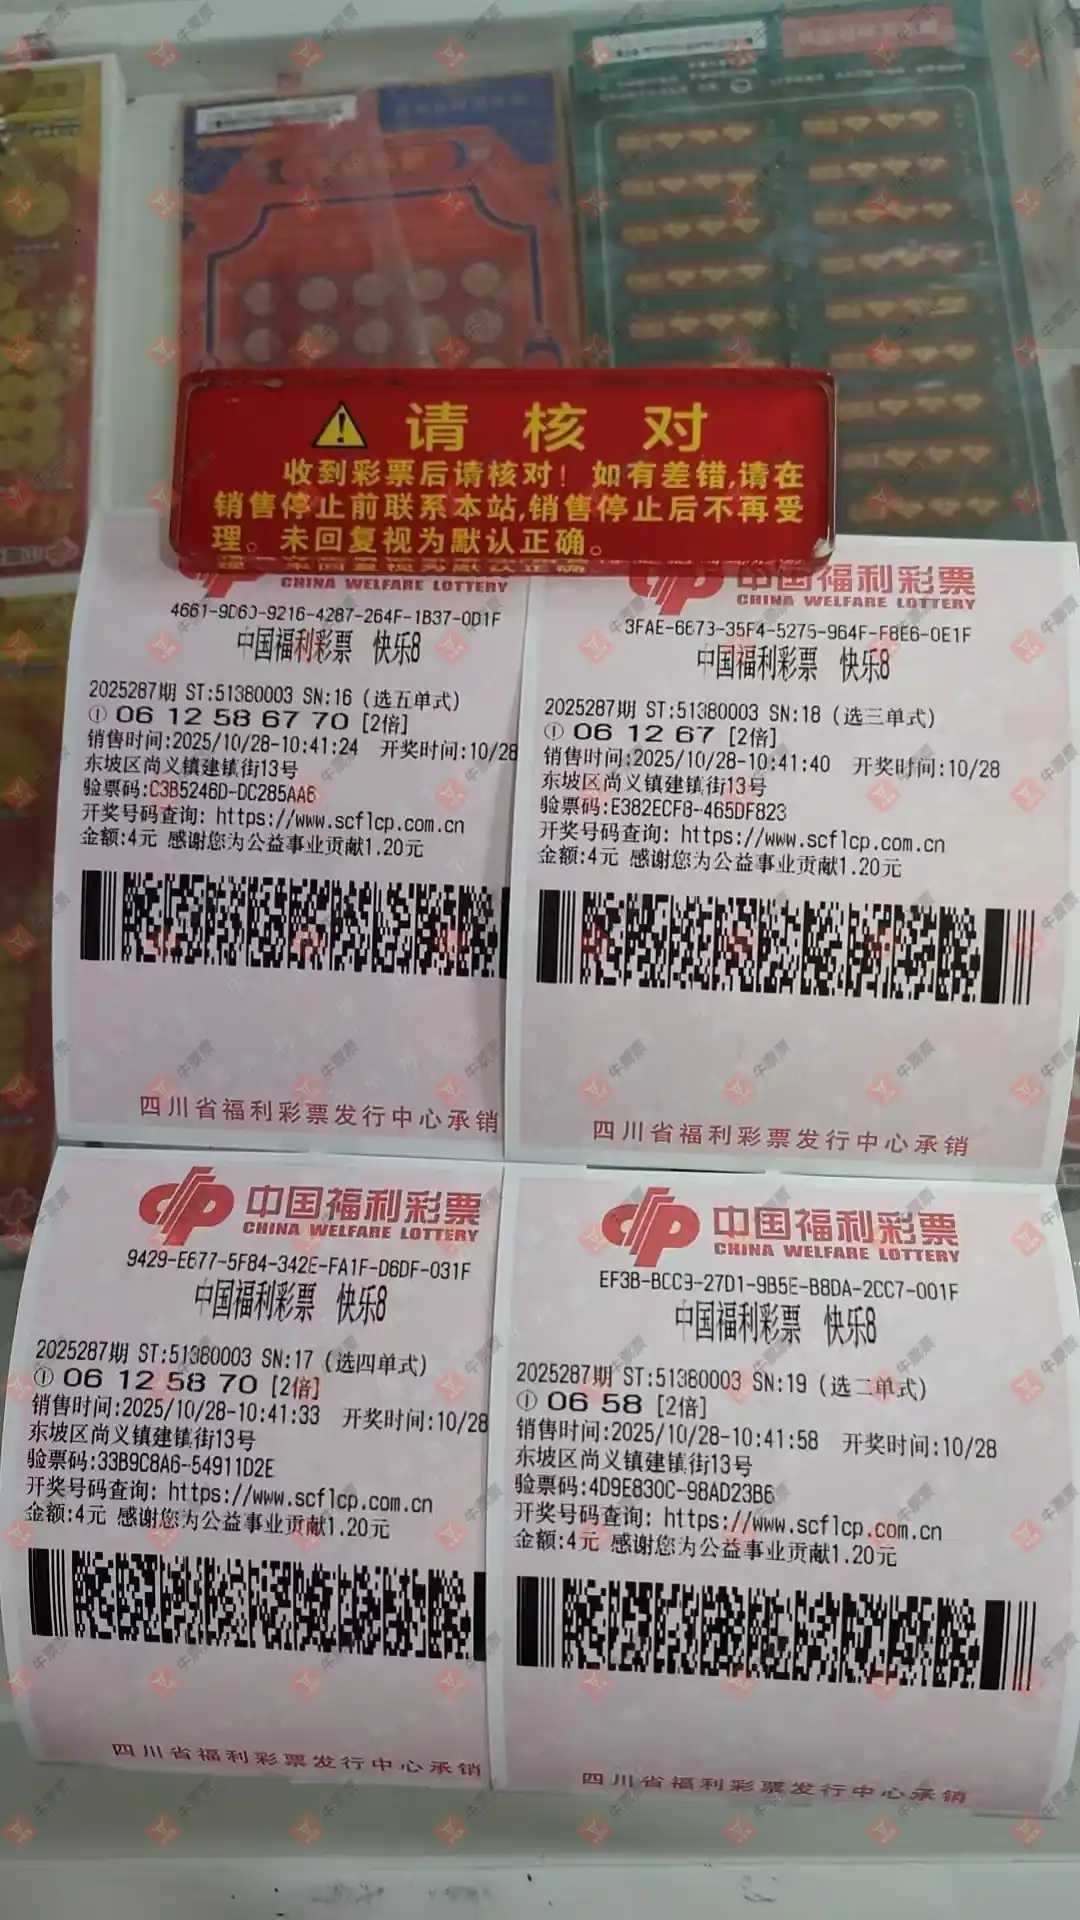 请 核 对
收到彩票后请核对！如有差错,请在
销售停止前联系本站,销售停止后不再受
理。未回复视为默认正确。
CHINA WELFARE LOTTERY
4661-9D60-9216-4287-264F-1B37-0D1F
中国福利彩票 快乐8
2025287期 ST:51380003 SN:16 (选五单式)
① 06 12 58 67 70 [2倍]
销售时间:2025/10/28-10:41:24 开奖时间:10/28
东坡区尚义镇建镇街13号
验票码:C3B5246D-DC285AA6
开奖号码查询: https://www.scflcp.com.cn
金额:4元 感谢您为公益事业贡献1.20元
四川省福利彩票发行中心承销
中国福利彩票
CHINA WELFARE LOTTERY
3FAE-6673-35F4-5275-964F-F8E6-0E1F
中国福利彩票 快乐8
2025287期 ST:51380003 SN:18 (选三单式)
① 06 12 67 [2倍]
销售时间:2025/10/28-10:41:40 开奖时间:10/28
东坡区尚义镇建镇街13号
验票码:E382ECF8-465DF823
开奖号码查询: https://www.scflcp.com.cn
金额:4元 感谢您为公益事业贡献1.20元
四川省福利彩票发行中心承销
中国福利彩票
CHINA WELFARE LOTTERY
9429-E677-5F84-342E-FA1F-D6DF-031F
中国福利彩票 快乐8
2025287期 ST:51380003 SN:17 (选四单式)
① 06 12 58 70 [2倍]
销售时间:2025/10/28-10:41:33 开奖时间:10/28
东坡区尚义镇建镇街13号
验票码:33B9C8A6-54911D2E
开奖号码查询: https://www.scflcp.com.cn
金额:4元 感谢您为公益事业贡献1.20元
四川省福利彩票发行中心承销
中国福利彩票
CHINA WELFARE LOTTERY
EF3B-BCC3-27D1-9B5E-B8DA-2CC7-001F
中国福利彩票 快乐8
2025287期 ST:51380003 SN:19 (选二单式)
① 06 58 [2倍]
销售时间:2025/10/28-10:41:58 开奖时间:10/28
东坡区尚义镇建镇街13号
验票码:4D9E830C-98AD23B6
开奖号码查询: https://www.scflcp.com.cn
金额:4元 感谢您为公益事业贡献1.20元
四川省福利彩票发行中心承销
牛票票